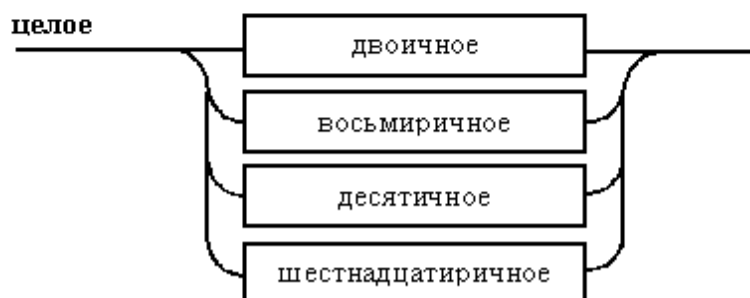 целое
двоичное
восьмиричное
десятичное
шестнадцатиричное